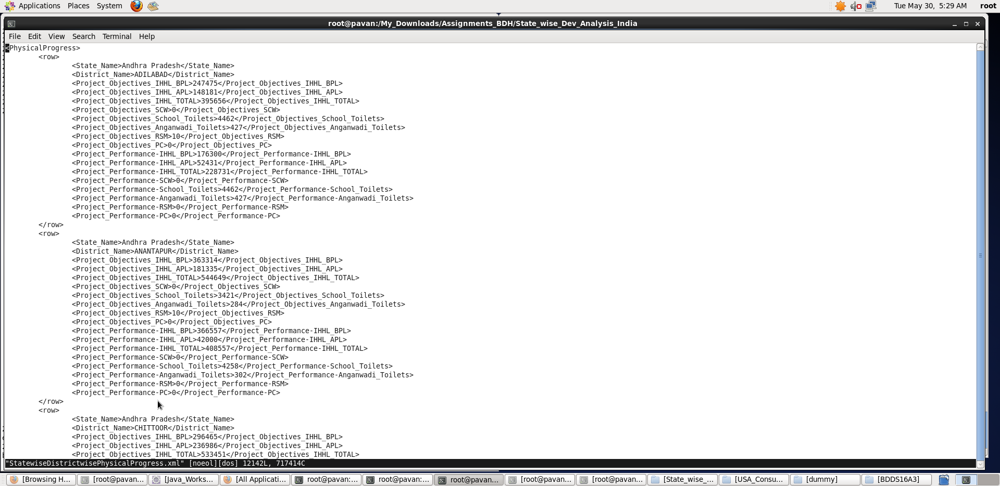 Applications Places System Tue May 30, 5:29 AM root
root@pavan:/My_Downloads/Assignments_BDH/State_wise_Dev_Analysis_India
File Edit View Search Terminal Help
<PhysicalProgress>
<row>
<State_Name>Andhra Pradesh</State_Name>
<District_Name>ADILABAD</District_Name>
<Project_Objectives_IHHL_BPL>247475</Project_Objectives_IHHL_BPL>
<Project_Objectives_IHHL_APL>148181</Project_Objectives_IHHL_APL>
<Project_Objectives_IHHL_TOTAL>395656</Project_Objectives_IHHL_TOTAL>
<Project_Objectives_SCW>0</Project_Objectives_SCW>
<Project_Objectives_School_Toilets>4462</Project_Objectives_School_Toilets>
<Project_Objectives_Anganwadi_Toilets>427</Project_Objectives_Anganwadi_Toilets>
<Project_Objectives_RSM>10</Project_Objectives_RSM>
<Project_Objectives_PC>0</Project_Objectives_PC>
<Project_Performance-IHHL_BPL>176300</Project_Performance-IHHL_BPL>
<Project_Performance-IHHL_APL>52431</Project_Performance-IHHL_APL>
<Project_Performance-IHHL_TOTAL>228731</Project_Performance-IHHL_TOTAL>
<Project_Performance-SCW>0</Project_Performance-SCW>
<Project_Performance-School_Toilets>4462</Project_Performance-School_Toilets>
<Project_Performance-Anganwadi_Toilets>427</Project_Performance-Anganwadi_Toilets>
<Project_Performance-RSM>0</Project_Performance-RSM>
<Project_Performance-PC>0</Project_Performance-PC>
</row>
<row>
<State_Name>Andhra Pradesh</State_Name>
<District_Name>ANANTAPUR</District_Name>
<Project_Objectives_IHHL_BPL>363314</Project_Objectives_IHHL_BPL>
<Project_Objectives_IHHL_APL>181335</Project_Objectives_IHHL_APL>
<Project_Objectives_IHHL_TOTAL>544649</Project_Objectives_IHHL_TOTAL>
<Project_Objectives_SCW>0</Project_Objectives_SCW>
<Project_Objectives_School_Toilets>3421</Project_Objectives_School_Toilets>
<Project_Objectives_Anganwadi_Toilets>284</Project_Objectives_Anganwadi_Toilets>
<Project_Objectives_RSM>10</Project_Objectives_RSM>
<Project_Objectives_PC>0</Project_Objectives_PC>
<Project_Performance-IHHL_BPL>366557</Project_Performance-IHHL_BPL>
<Project_Performance-IHHL_APL>42000</Project_Performance-IHHL_APL>
<Project_Performance-IHHL_TOTAL>408557</Project_Performance-IHHL_TOTAL>
<Project_Performance-SCW>0</Project_Performance-SCW>
<Project_Performance-School_Toilets>4258</Project_Performance-School_Toilets>
<Project_Performance-Anganwadi_Toilets>302</Project_Performance-Anganwadi_Toilets>
<Project_Performance-RSM>0</Project_Performance-RSM>
<Project_Performance-PC>0</Project_Performance-PC>
</row>
<row>
<State_Name>Andhra Pradesh</State_Name>
<District_Name>CHITTOOR</District_Name>
<Project_Objectives_IHHL_BPL>296465</Project_Objectives_IHHL_BPL>
<Project_Objectives_IHHL_APL>236986</Project_Objectives_IHHL_APL>
<Project_Objectives_IHHL_TOTAL>533451</Project_Objectives_IHHL_TOTAL>
"StatewiseDistrictwisePhysicalProgress.xml" [noeol][dos] 12142L, 717414C
[Browsing H... [root@pavan:... [Java_Works... [All Applicati... root@pavan:... root@pavan:... root@pavan... [root@pavan... [root@pavan... [State_wise_... [USA_Consu... [dummy] [BDDS16A3]